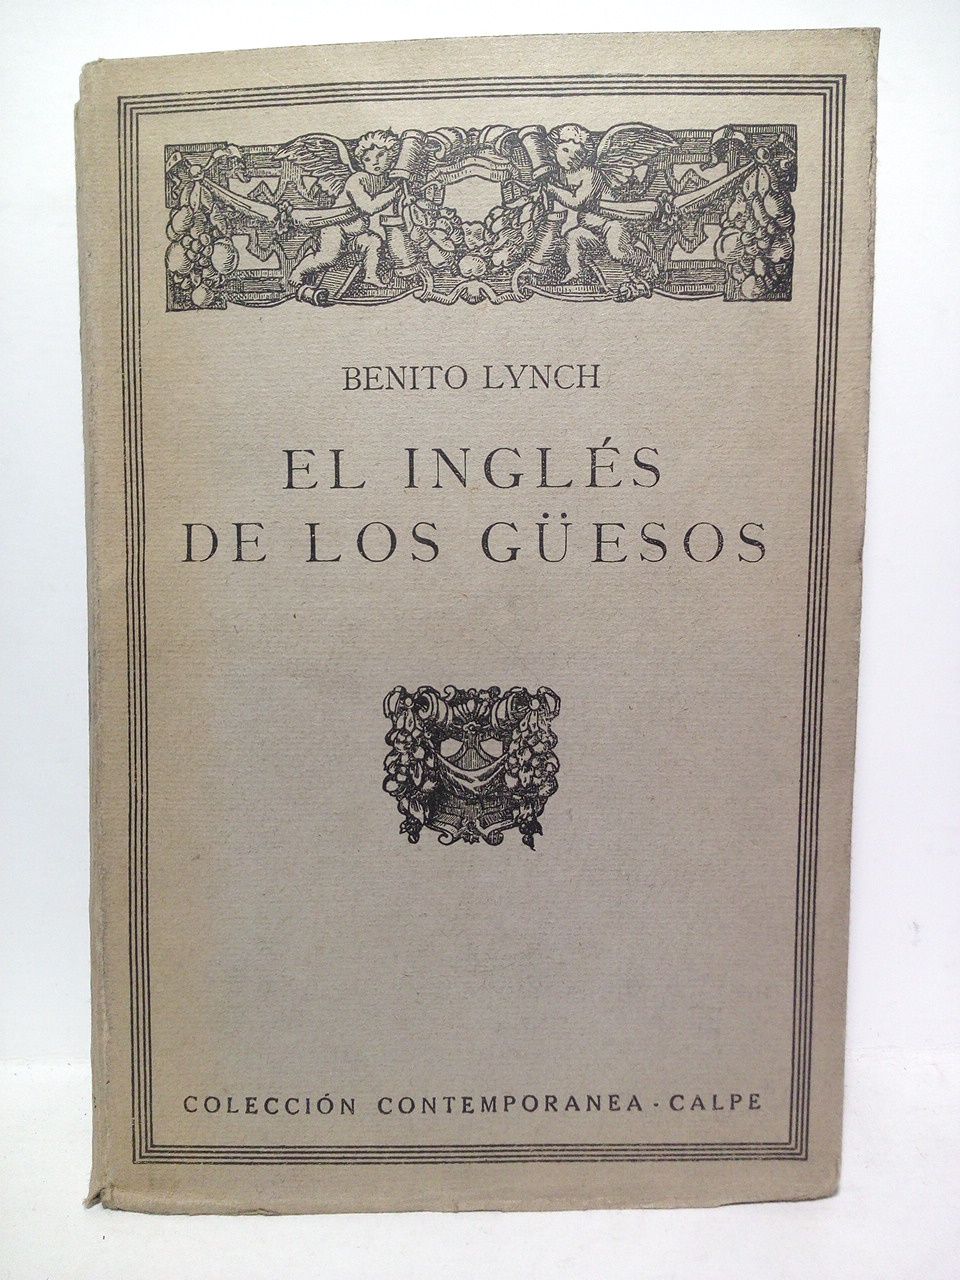 BENITO LYNCH
EL INGLÉS
DE LOS GÜESOS
COLECCIÓN CONTEMPORANEA - CALPE